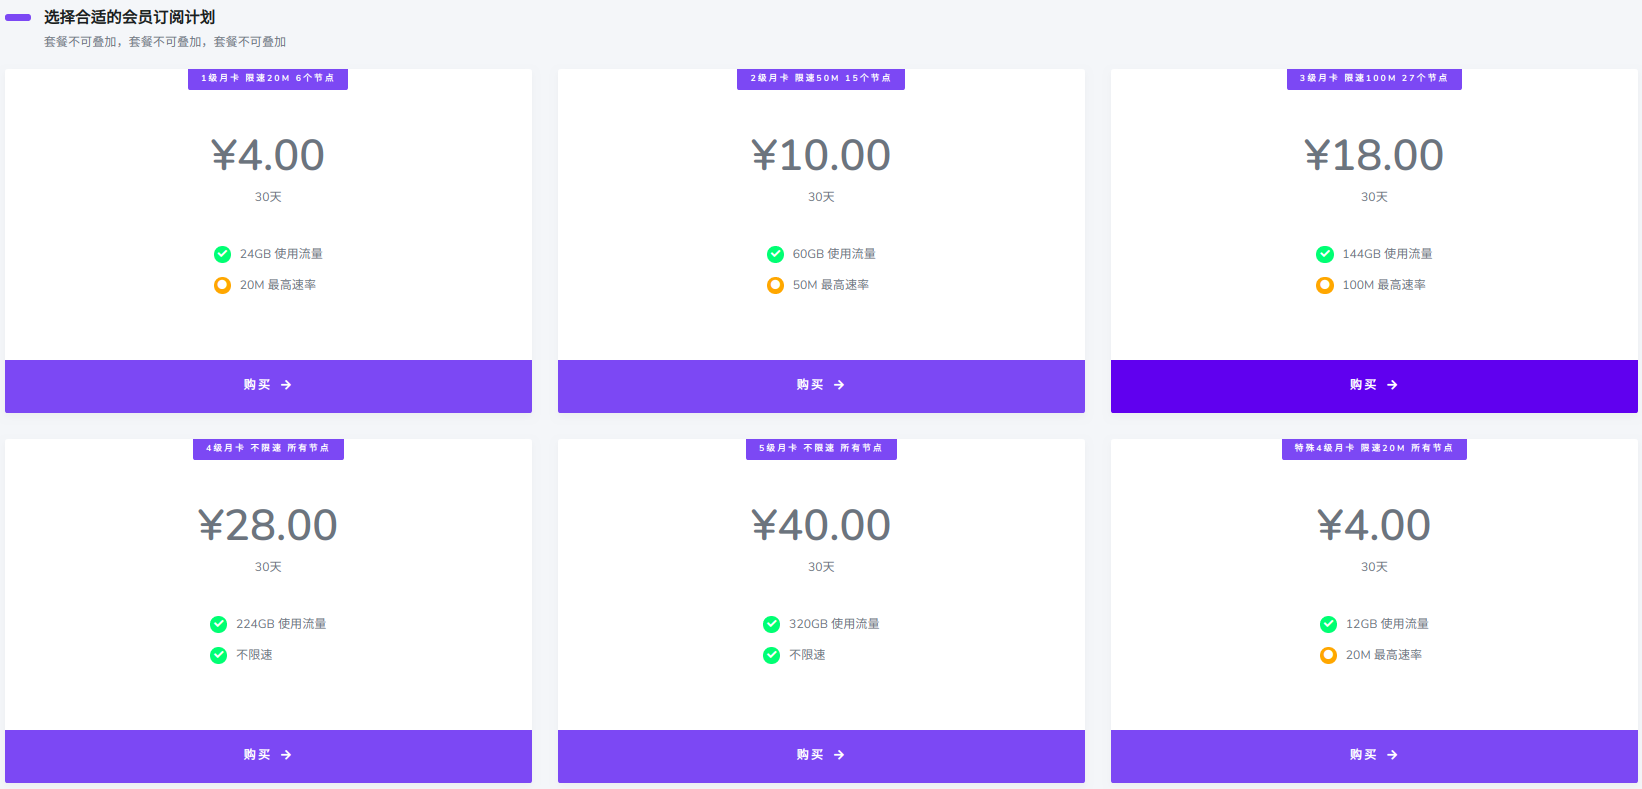 选择合适的会员订阅计划
套餐不可叠加，套餐不可叠加，套餐不可叠加
1级月卡 限速20M 6个节点
¥4.00
30天
24GB 使用流量
20M 最高速率
购买 →
2级月卡 限速50M 15个节点
¥10.00
30天
60GB 使用流量
50M 最高速率
购买 →
3级月卡 限速100M 27个节点
¥18.00
30天
144GB 使用流量
100M 最高速率
购买 →
4级月卡 不限速 所有节点
¥28.00
30天
224GB 使用流量
不限速
购买 →
5级月卡 不限速 所有节点
¥40.00
30天
320GB 使用流量
不限速
购买 →
特殊4级月卡 限速20M 所有节点
¥4.00
30天
12GB 使用流量
20M 最高速率
购买 →